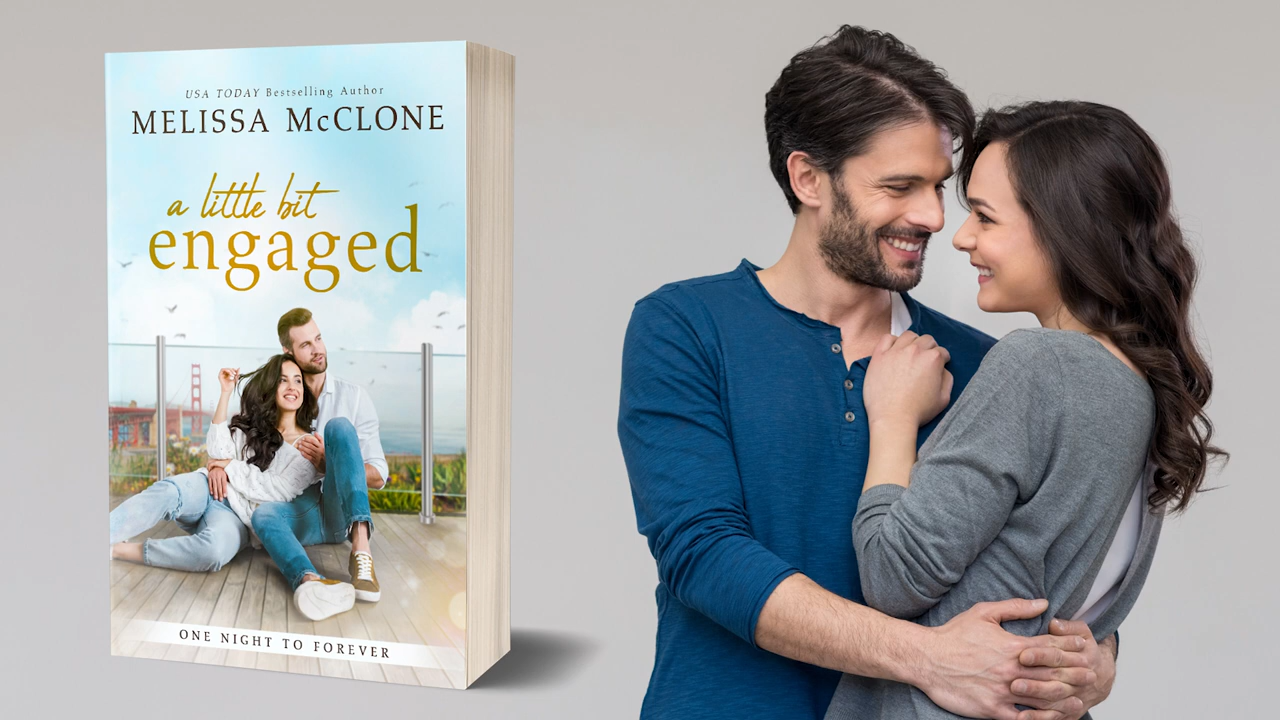 USA TODAY Bestselling Author
MELISSA McCLONE
a little bit
engaged
ONE NIGHT TO FOREVER